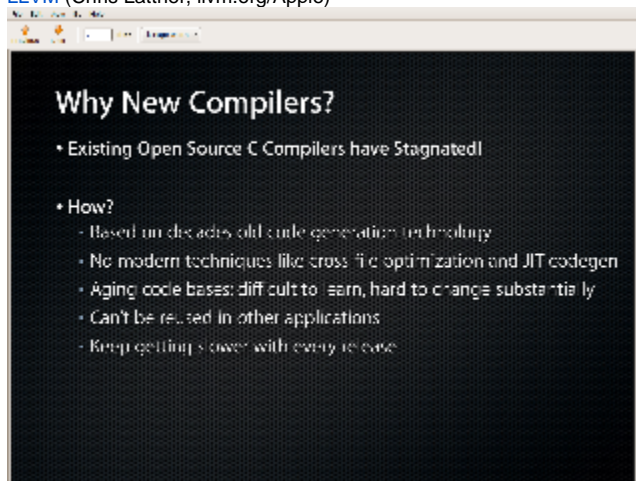 LLVM (Chris Lattner, llvm.org/Apple)
Why New Compilers?
• Existing Open Source C Compilers have Stagnated!
• How?
- Based on decades old code generation technology
- No modern techniques like cross file optimization and JIT codegen
- Aging code bases: difficult to learn, hard to change substantially
- Can't be reused in other applications
- Keep getting slower with every release